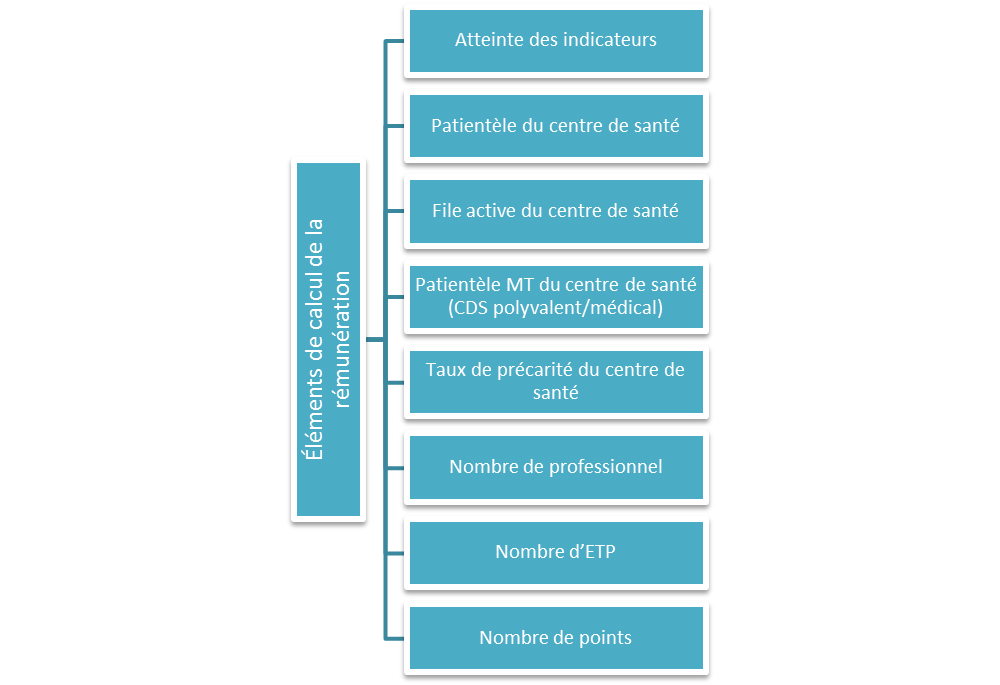 Éléments de calcul de la
rémunération
Atteinte des indicateurs
Patientèle du centre de santé
File active du centre de santé
Patientèle MT du centre de santé
(CDS polyvalent/médical)
Taux de précarité du centre de
santé
Nombre de professionnel
Nombre d’ETP
Nombre de points